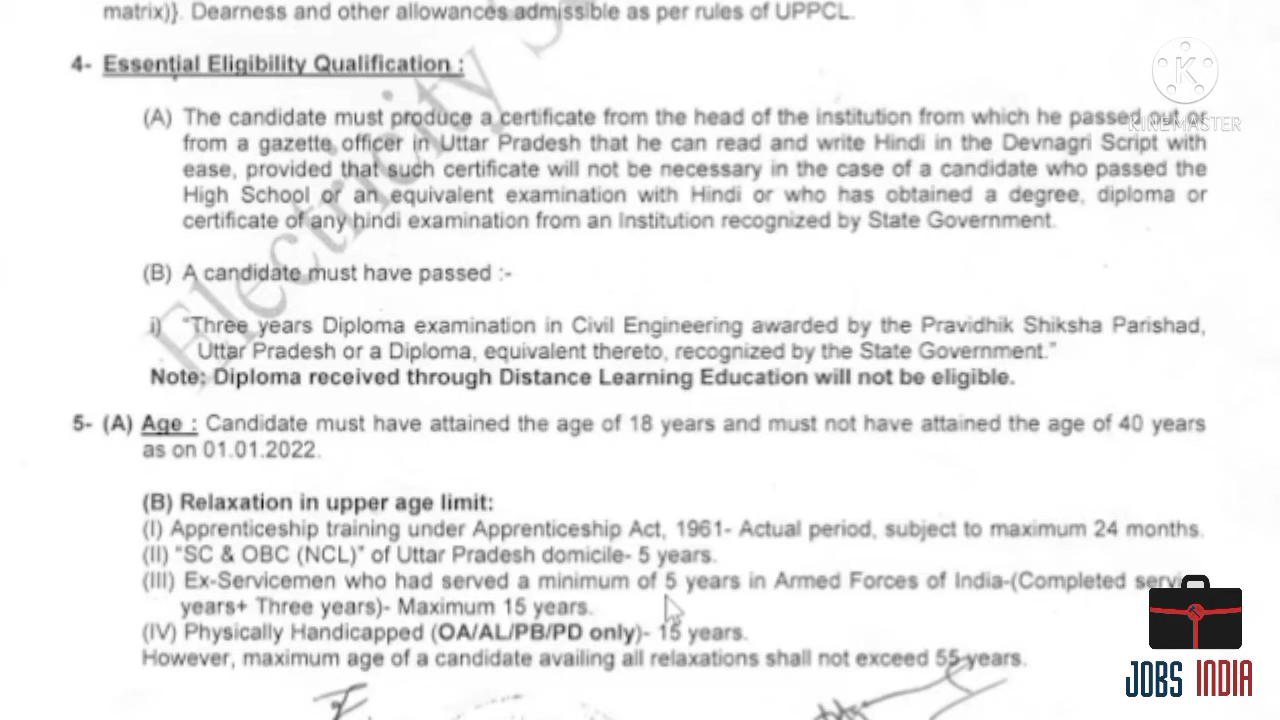 matrix)}. Dearness and other allowances admissible as per rules of UPPCL.
4- Essential Eligibility Qualification :
(A) The candidate must produce a certificate from the head of the institution from which he passed out or
from a gazette officer in Uttar Pradesh that he can read and write Hindi in the Devnagri Script with
ease, provided that such certificate will not be necessary in the case of a candidate who passed the
High School or an equivalent examination with Hindi or who has obtained a degree, diploma or
certificate of any hindi examination from an Institution recognized by State Government.
(B) A candidate must have passed :-
i) "Three years Diploma examination in Civil Engineering awarded by the Pravidhik Shiksha Parishad,
Uttar Pradesh or a Diploma, equivalent thereto, recognized by the State Government."
Note: Diploma received through Distance Learning Education will not be eligible.
5- (A) Age : Candidate must have attained the age of 18 years and must not have attained the age of 40 years
as on 01.01.2022.
(B) Relaxation in upper age limit:
(I) Apprenticeship training under Apprenticeship Act, 1961- Actual period, subject to maximum 24 months.
(II) "SC & OBC (NCL)" of Uttar Pradesh domicile- 5 years.
(III) Ex-Servicemen who had served a minimum of 5 years in Armed Forces of India-(Completed service
years+ Three years)- Maximum 15 years.
(IV) Physically Handicapped (OA/AL/PB/PD only)- 15 years.
However, maximum age of a candidate availing all relaxations shall not exceed 55 years.
Electricity S
K
KINEMASTER
JOBS INDIA